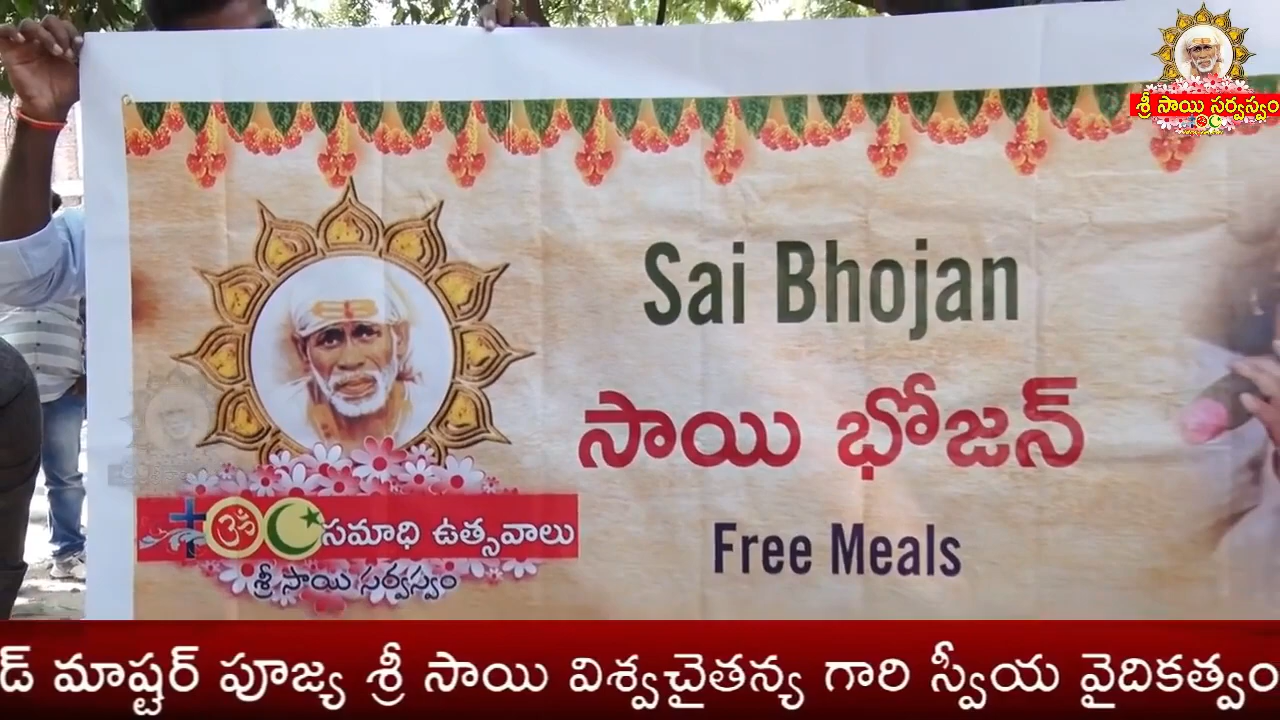 శ్రీ సాయి సర్వస్వం
Sai Bhojan
సాయి భోజన్
Free Meals
సమాధి ఉత్సవాలు
శ్రీ సాయి సర్వస్వం
డ్ మాష్టర్ పూజ్య శ్రీ సాయి విశ్వచైతన్య గారి స్వీయ వైదికత్వం